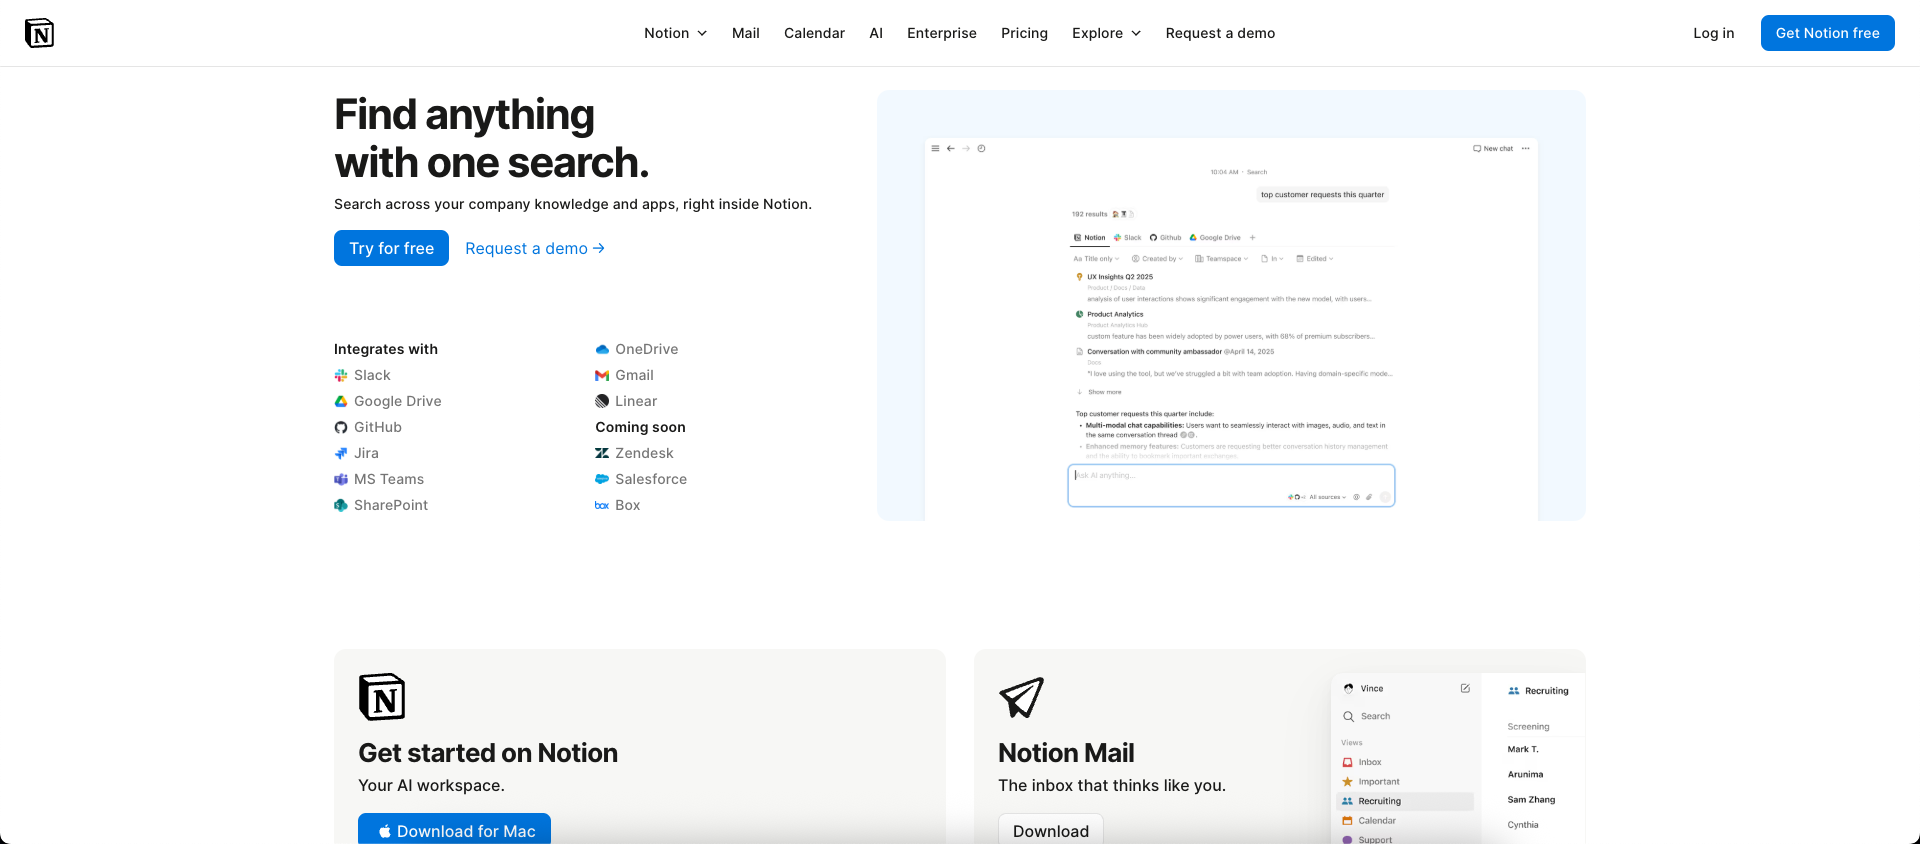 Notion
Mail
Calendar
AI
Enterprise
Pricing
Explore
Request a demo
Log in
Get Notion free
Find anything
with one search.
Search across your company knowledge and apps, right inside Notion.
Try for free
Request a demo →
Integrates with
Slack
Google Drive
GitHub
Jira
MS Teams
SharePoint
OneDrive
Gmail
Linear
Coming soon
Zendesk
Salesforce
Box
box
New chat
10:04 AM · Search
top customer requests this quarter
192 results
Notion
Slack
Github
Google Drive
Aa Title only
Created by
Teamspace
In
Edited
UX Insights Q2 2025
Product / Docs / Data
analysis of user interactions shows significant engagement with the new model, with users...
Product Analytics
Product Analytics Hub
custom feature has been widely adopted by power users, with 68% of premium subscribers...
Conversation with community ambassador @April 14, 2025
Docs
"I love using the tool, but we've struggled a bit with team adoption. Having domain-specific mode...
Show more
Top customer requests this quarter include:
• Multi-modal chat capabilities: Users want to seamlessly interact with images, audio, and text in
the same conversation thread
• Enhanced memory features: Customers are requesting better conversation history management
and the ability to bookmark important exchanges.
Ask AI anything...
All sources
N
Get started on Notion
Your AI workspace.
Download for Mac
Notion Mail
The inbox that thinks like you.
Download
Vince
Search
Views
Inbox
Important
Recruiting
Calendar
Support
Recruiting
Screening
Mark T.
Arunima
Sam Zhang
Cynthia